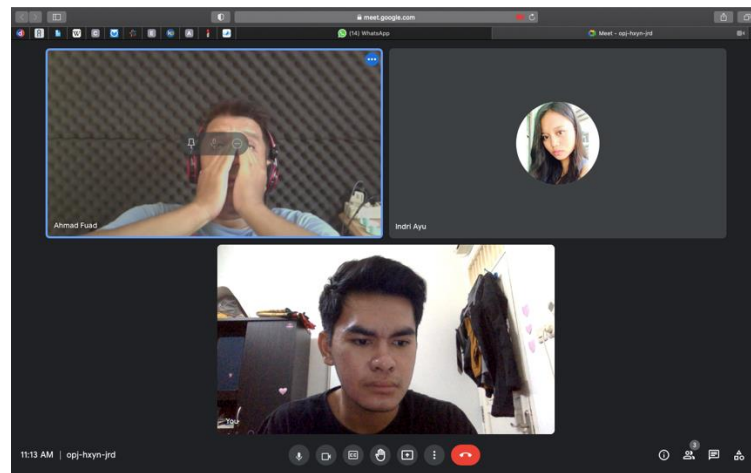 meet.google.com
(14) WhatsApp
Meet - opj-hxyn-jrd
Ahmad Fuad
Indri Ayu
You
11:13 AM | opj-hxyn-jrd
3